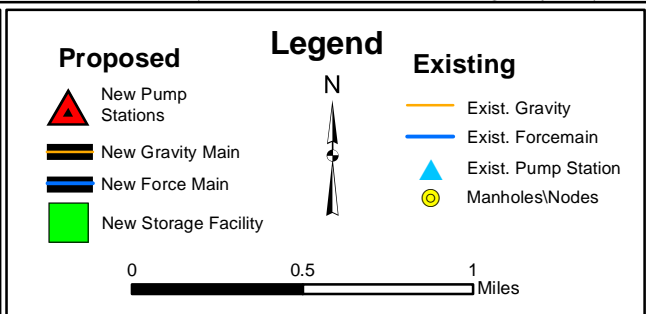 Legend
Proposed
New Pump
Stations
New Gravity Main
New Force Main
New Storage Facility
N
Existing
Exist. Gravity
Exist. Forcemain
Exist. Pump Station
Manholes\Nodes
0 0.5 1
Miles